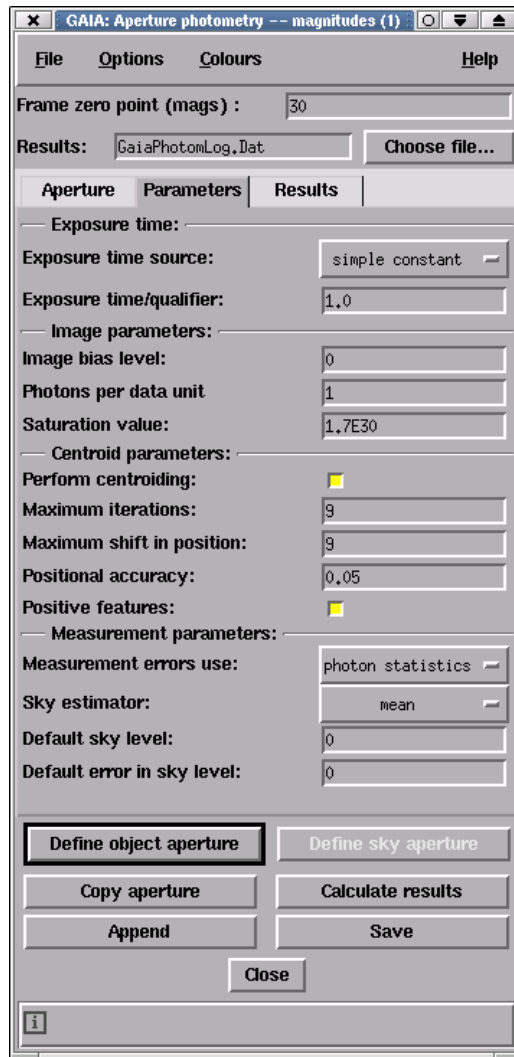 GAIA: Aperture photometry -- magnitudes (1)
File Options Colours Help
Frame zero point (mags) : 30
Results: GaiaPhotomLog.Dat Choose file...
Aperture Parameters Results
Exposure time:
Exposure time source: simple constant
Exposure time/qualifier: 1.0
Image parameters:
Image bias level: 0
Photons per data unit 1
Saturation value: 1.7E30
Centroid parameters:
Perform centroiding:
Maximum iterations: 9
Maximum shift in position: 9
Positional accuracy: 0.05
Positive features:
Measurement parameters:
Measurement errors use: photon statistics
Sky estimator: mean
Default sky level: 0
Default error in sky level: 0
Define object aperture Define sky aperture
Copy aperture Calculate results
Append Save
Close
i